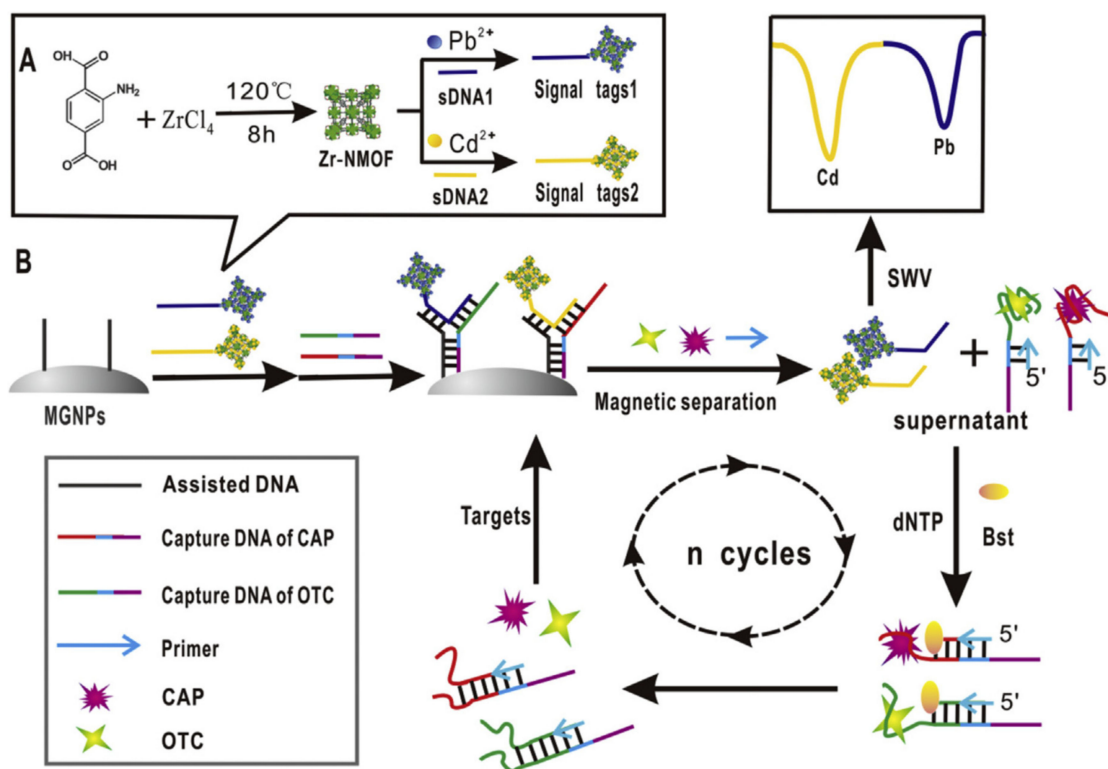 A
OH
O
NH₂
O
OH
+ ZrCl₄
120℃
8h
Zr-NMOF
Pb²⁺
sDNA1
Signal tags1
Cd²⁺
sDNA2
Signal tags2
Cd
Pb
B
MGNPs
Magnetic separation
SWV
+
5'
5'
supernatant
Assisted DNA
Capture DNA of CAP
Capture DNA of OTC
Primer
CAP
OTC
Targets
n cycles
dNTP
Bst
5'
5'